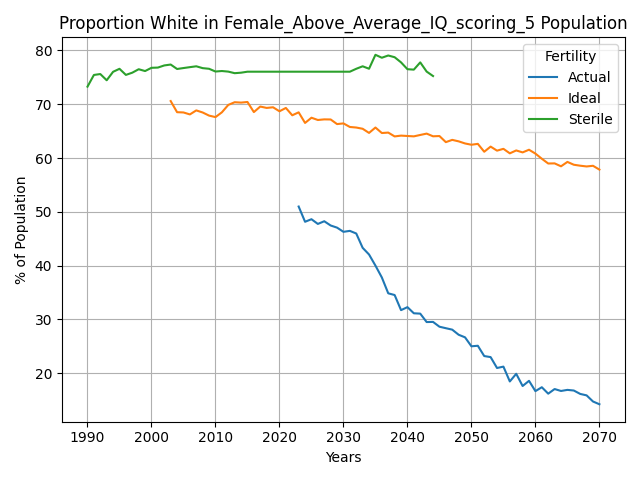 Proportion White in Female_Above_Average_IQ_scoring_5 Population
Fertility
Actual
Ideal
Sterile
% of Population
80
70
60
50
40
30
20
1990 2000 2010 2020 2030 2040 2050 2060 2070
Years